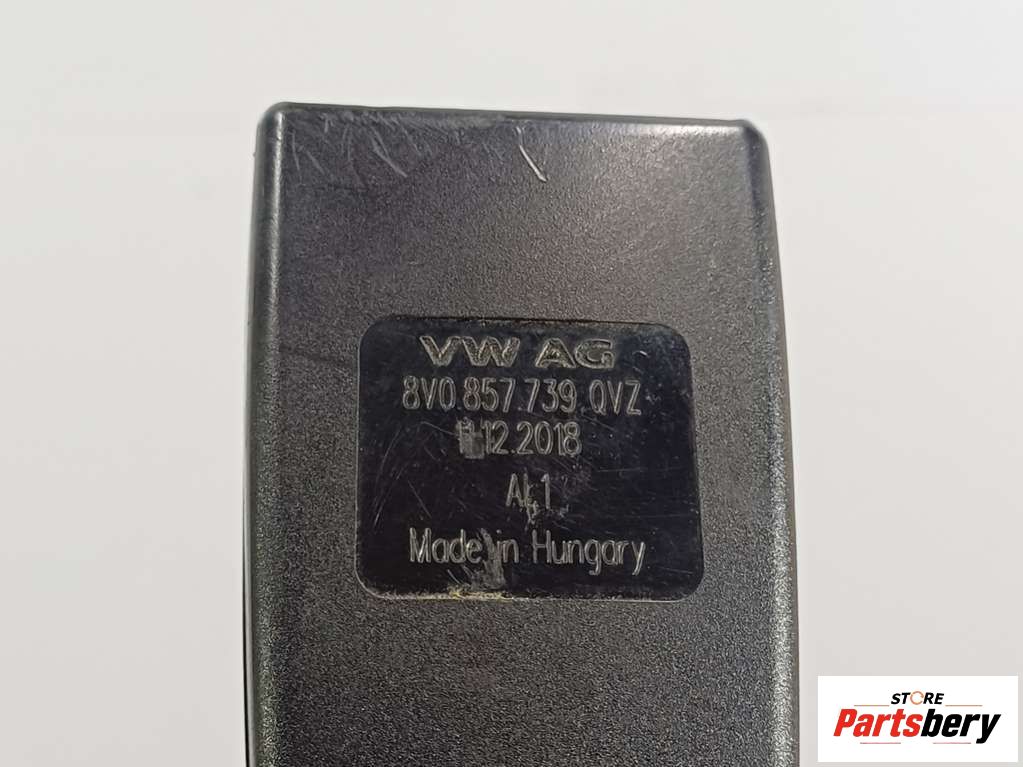 VW AG
8V0.857.739 QVZ
12.2018
Made in Hungary
STORE
Partsbery